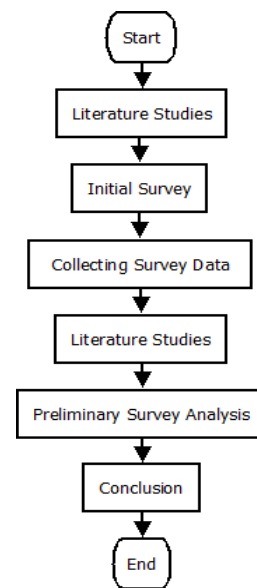 Start
Literature Studies
Initial Survey
Collecting Survey Data
Literature Studies
Preliminary Survey Analysis
Conclusion
End